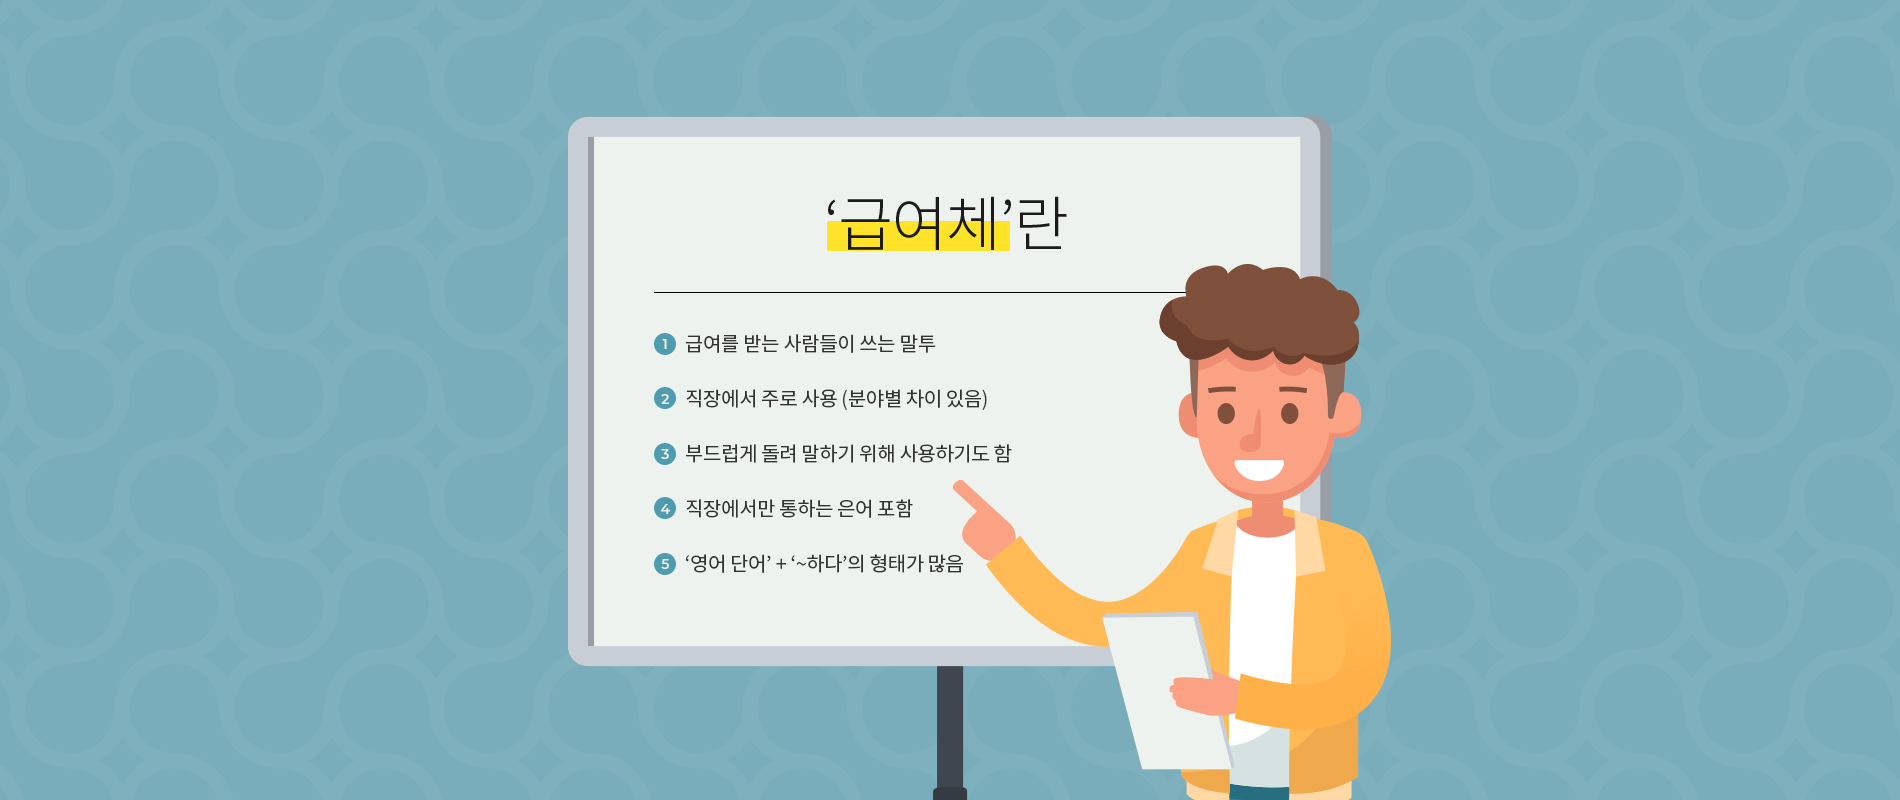 ‘급여체’란
1 급여를 받는 사람들이 쓰는 말투
2 직장에서 주로 사용 (분야별 차이 있음)
3 부드럽게 돌려 말하기 위해 사용하기도 함
4 직장에서만 통하는 은어 포함
5 ‘영어 단어’ + ‘~하다’의 형태가 많음